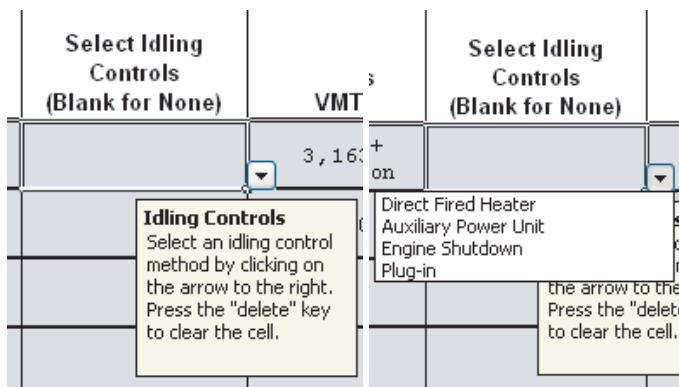 Select Idling
Controls
(Blank for None)
VMT
3,163
Idling Controls
Select an idling control
method by clicking on
the arrow to the right.
Press the "delete" key
to clear the cell.
Select Idling
Controls
(Blank for None)
+
on
Direct Fired Heater
Auxiliary Power Unit
Engine Shutdown
Plug-in
the arrow to the
Press the "delet
to clear the cell.